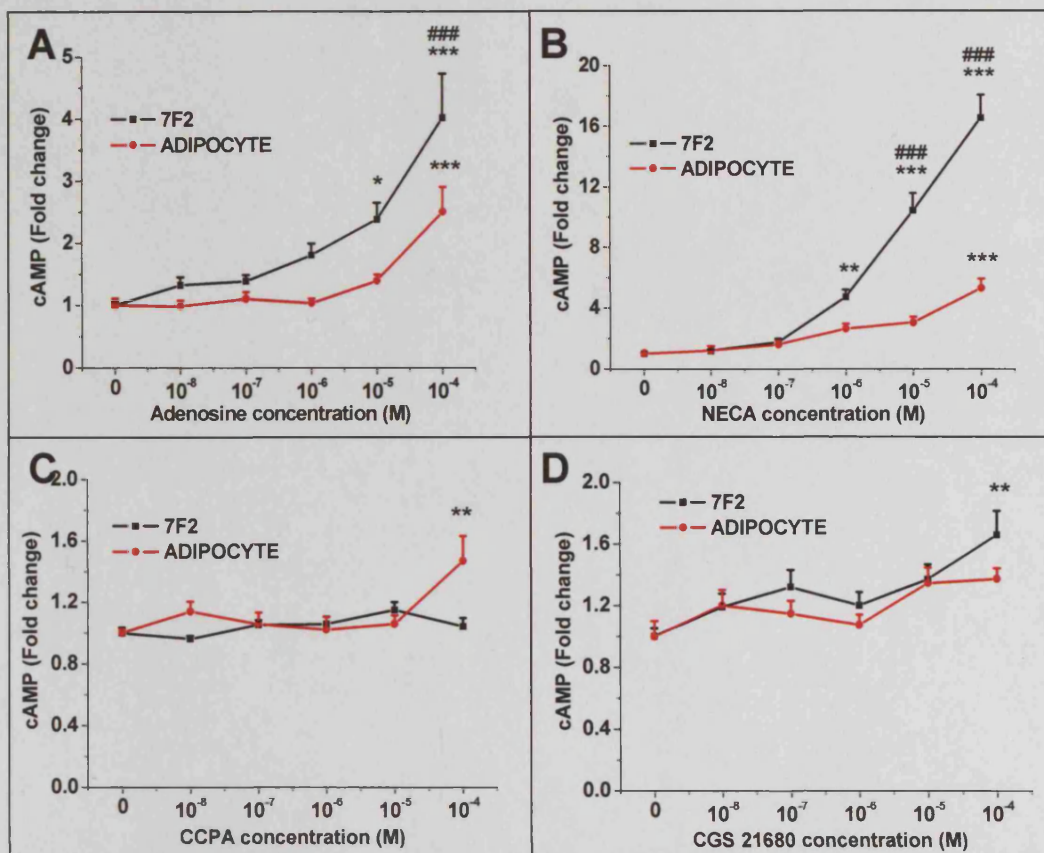 A
###
***
5
4
3
2
1
0
7F2
ADIPOCYTE
*
***
cAMP (Fold change)
0 10⁻⁸ 10⁻⁷ 10⁻⁶ 10⁻⁵ 10⁻⁴
Adenosine concentration (M)
B
###
***
20
16
12
8
4
0
7F2
ADIPOCYTE
###
***
**
***
cAMP (Fold change)
0 10⁻⁸ 10⁻⁷ 10⁻⁶ 10⁻⁵ 10⁻⁴
NECA concentration (M)
C
2.0
1.6
1.2
0.8
0.4
0.0
7F2
ADIPOCYTE
**
cAMP (Fold change)
0 10⁻⁸ 10⁻⁷ 10⁻⁶ 10⁻⁵ 10⁻⁴
CCPA concentration (M)
D
2.0
1.6
1.2
0.8
0.4
0.0
7F2
ADIPOCYTE
**
cAMP (Fold change)
0 10⁻⁸ 10⁻⁷ 10⁻⁶ 10⁻⁵ 10⁻⁴
CGS 21680 concentration (M)